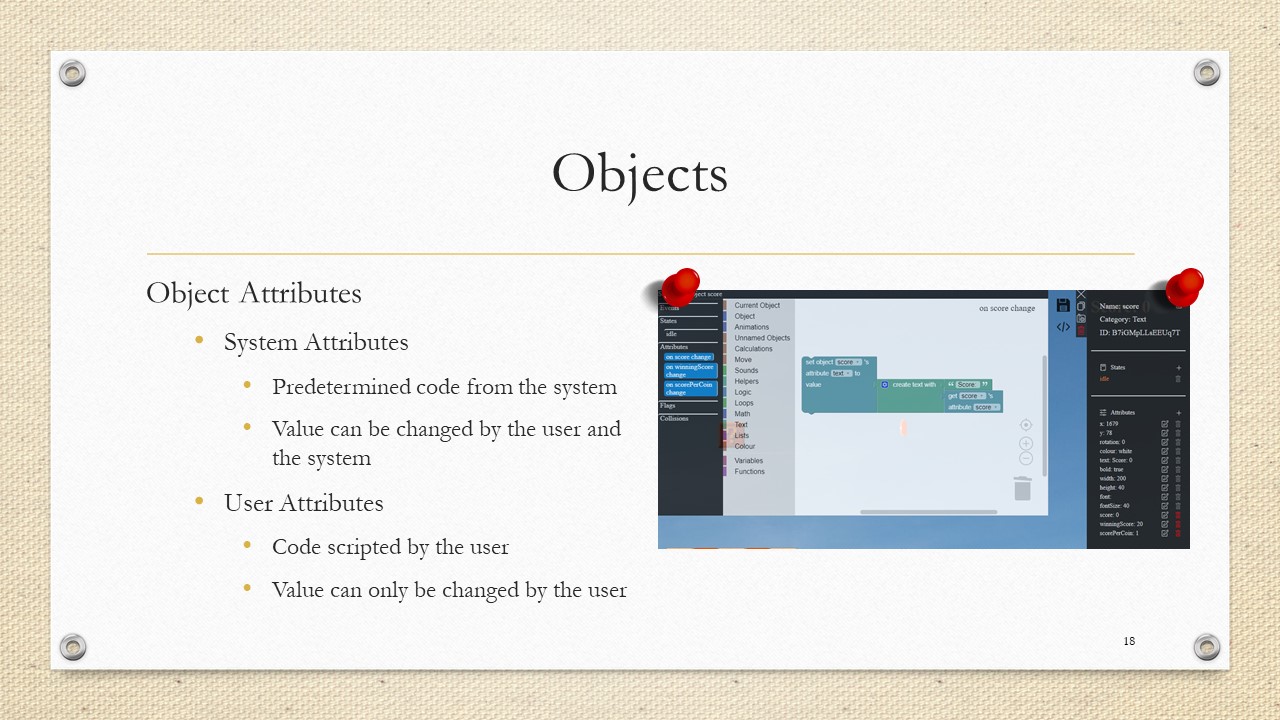 Objects
Object Attributes
• System Attributes
• Predetermined code from the system
• Value can be changed by the user and
the system
• User Attributes
• Code scripted by the user
• Value can only be changed by the user
object score
Events
States
idle
Attributes
on score change
on winningScore
change
on scorePerCoin
change
Flags
Collisions
Current Object
Object
Animations
Unnamed Objects
Calculations
Move
Sounds
Helpers
Logic
Loops
Math
Text
Lists
Colour
Variables
Functions
on score change
set object score 's
attribute text to
value
create text with
“ Score: ”
get score 's
attribute score
Name: score
Category: Text
States +
idle
Attributes +
x: 1679
y: 78
rotation: 0
colour: white
text: Score: 0
bold: true
width: 200
height: 40
font:
fontSize: 40
score: 0
winningScore: 20
scorePerCoin: 1
18